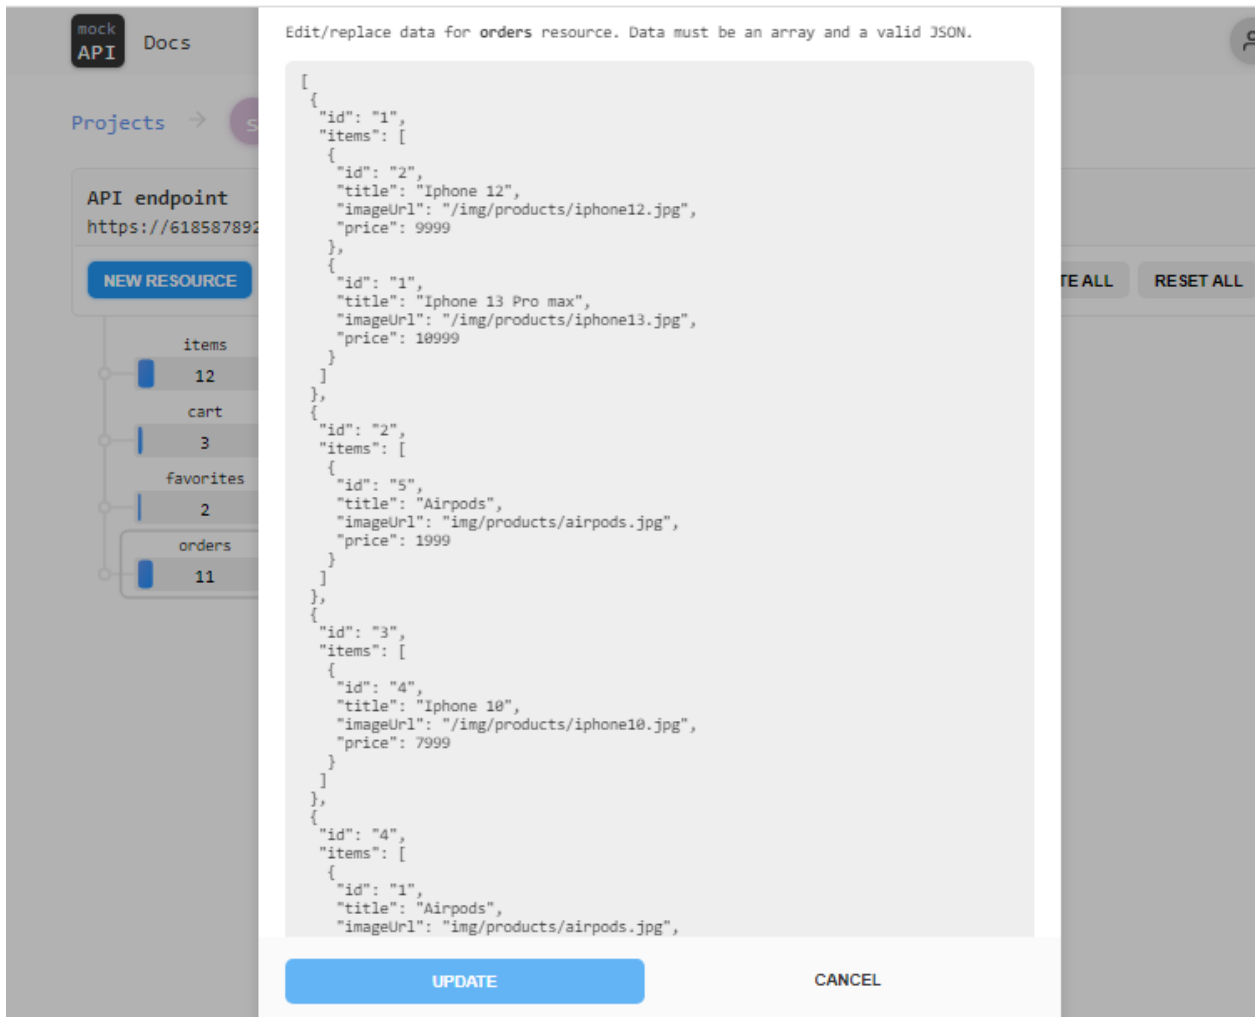 mock
API
Docs
Projects
s
API endpoint
https://618587892
NEW RESOURCE
TE ALL
RESET ALL
items
12
cart
3
favorites
2
orders
11
Edit/replace data for orders resource. Data must be an array and a valid JSON.
[
{
"id": "1",
"items": [
{
"id": "2",
"title": "Iphone 12",
"imageUrl": "/img/products/iphone12.jpg",
"price": 9999
},
{
"id": "1",
"title": "Iphone 13 Pro max",
"imageUrl": "/img/products/iphone13.jpg",
"price": 10999
}
]
},
{
"id": "2",
"items": [
{
"id": "5",
"title": "Airpods",
"imageUrl": "img/products/airpods.jpg",
"price": 1999
}
]
},
{
"id": "3",
"items": [
{
"id": "4",
"title": "Iphone 10",
"imageUrl": "/img/products/iphone10.jpg",
"price": 7999
}
]
},
{
"id": "4",
"items": [
{
"id": "1",
"title": "Airpods",
"imageUrl": "img/products/airpods.jpg",
UPDATE
CANCEL